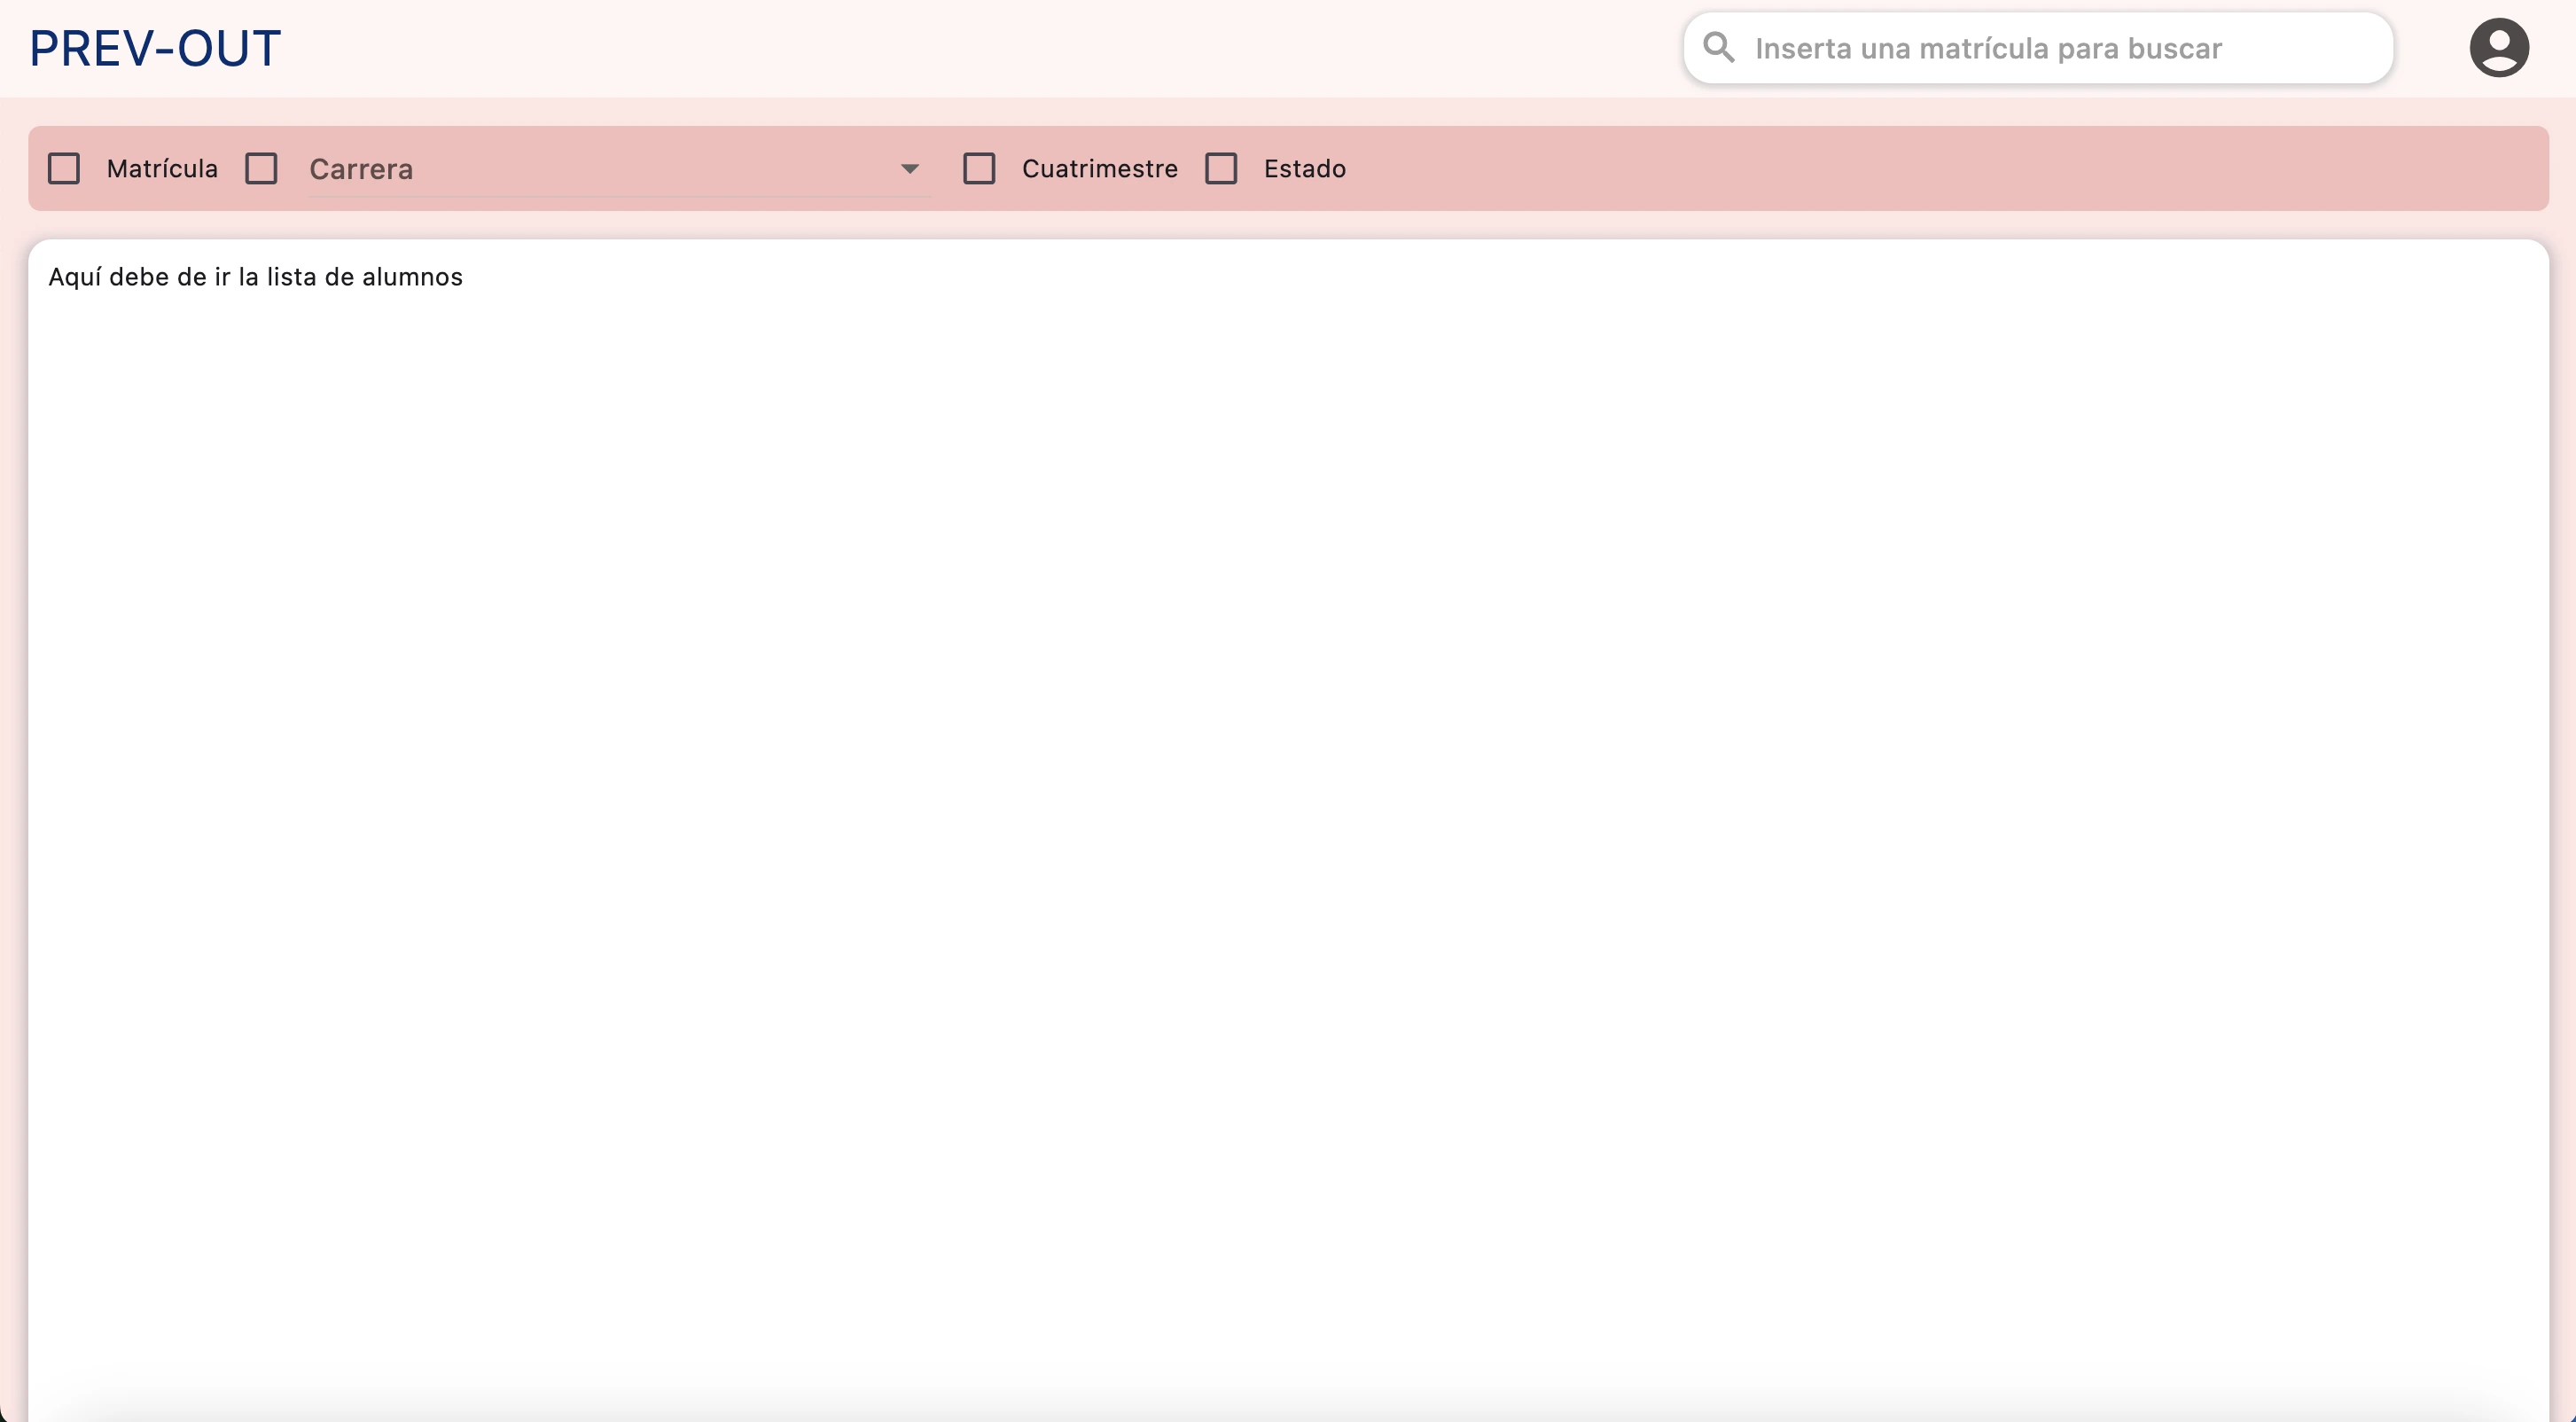 PREV-OUT
Inserta una matrícula para buscar
Matrícula Carrera Cuatrimestre Estado
Aquí debe de ir la lista de alumnos